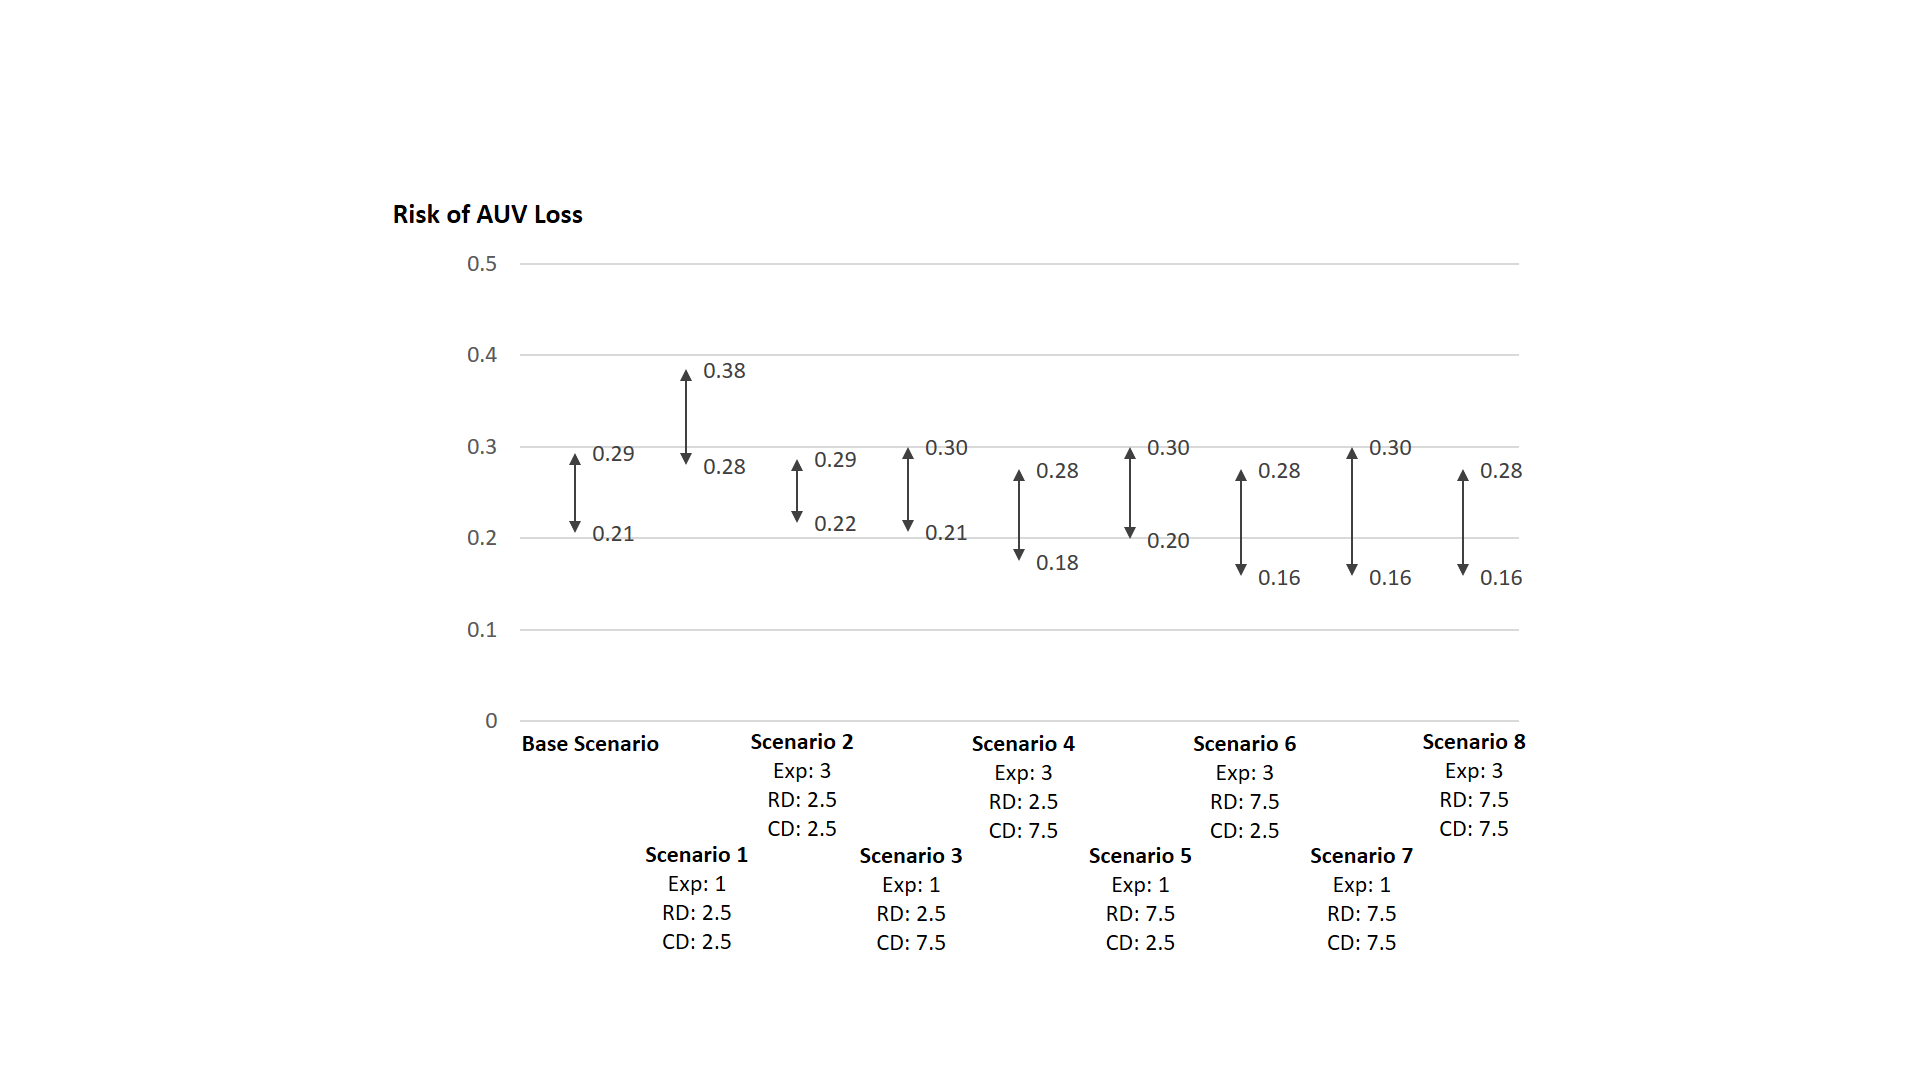 Risk of AUV Loss
0.5
0.4
0.3
0.2
0.1
0
0.29
0.21
0.38
0.28
0.29
0.22
0.30
0.21
0.28
0.18
0.30
0.20
0.28
0.16
0.30
0.16
0.28
0.16
Base Scenario
Scenario 1
Exp: 1
RD: 2.5
CD: 2.5
Scenario 2
Exp: 3
RD: 2.5
CD: 2.5
Scenario 3
Exp: 1
RD: 2.5
CD: 7.5
Scenario 4
Exp: 3
RD: 2.5
CD: 7.5
Scenario 5
Exp: 1
RD: 7.5
CD: 2.5
Scenario 6
Exp: 3
RD: 7.5
CD: 2.5
Scenario 7
Exp: 1
RD: 7.5
CD: 7.5
Scenario 8
Exp: 3
RD: 7.5
CD: 7.5